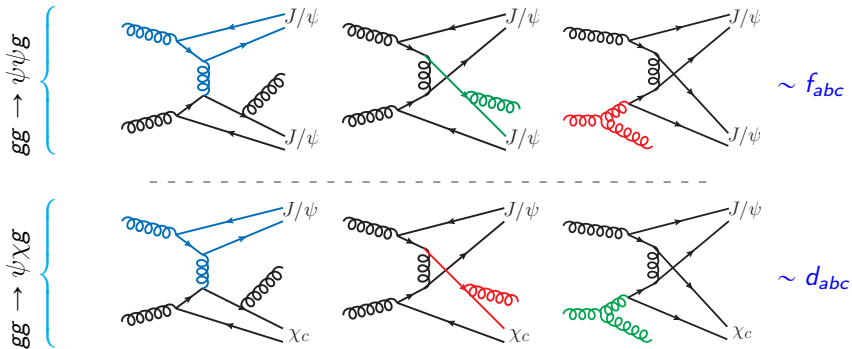 gg → ψψg
J/ψ J/ψ J/ψ
J/ψ J/ψ J/ψ
∼ f_abc
gg → ψχg
J/ψ J/ψ J/ψ
χ_c χ_c χ_c
∼ d_abc